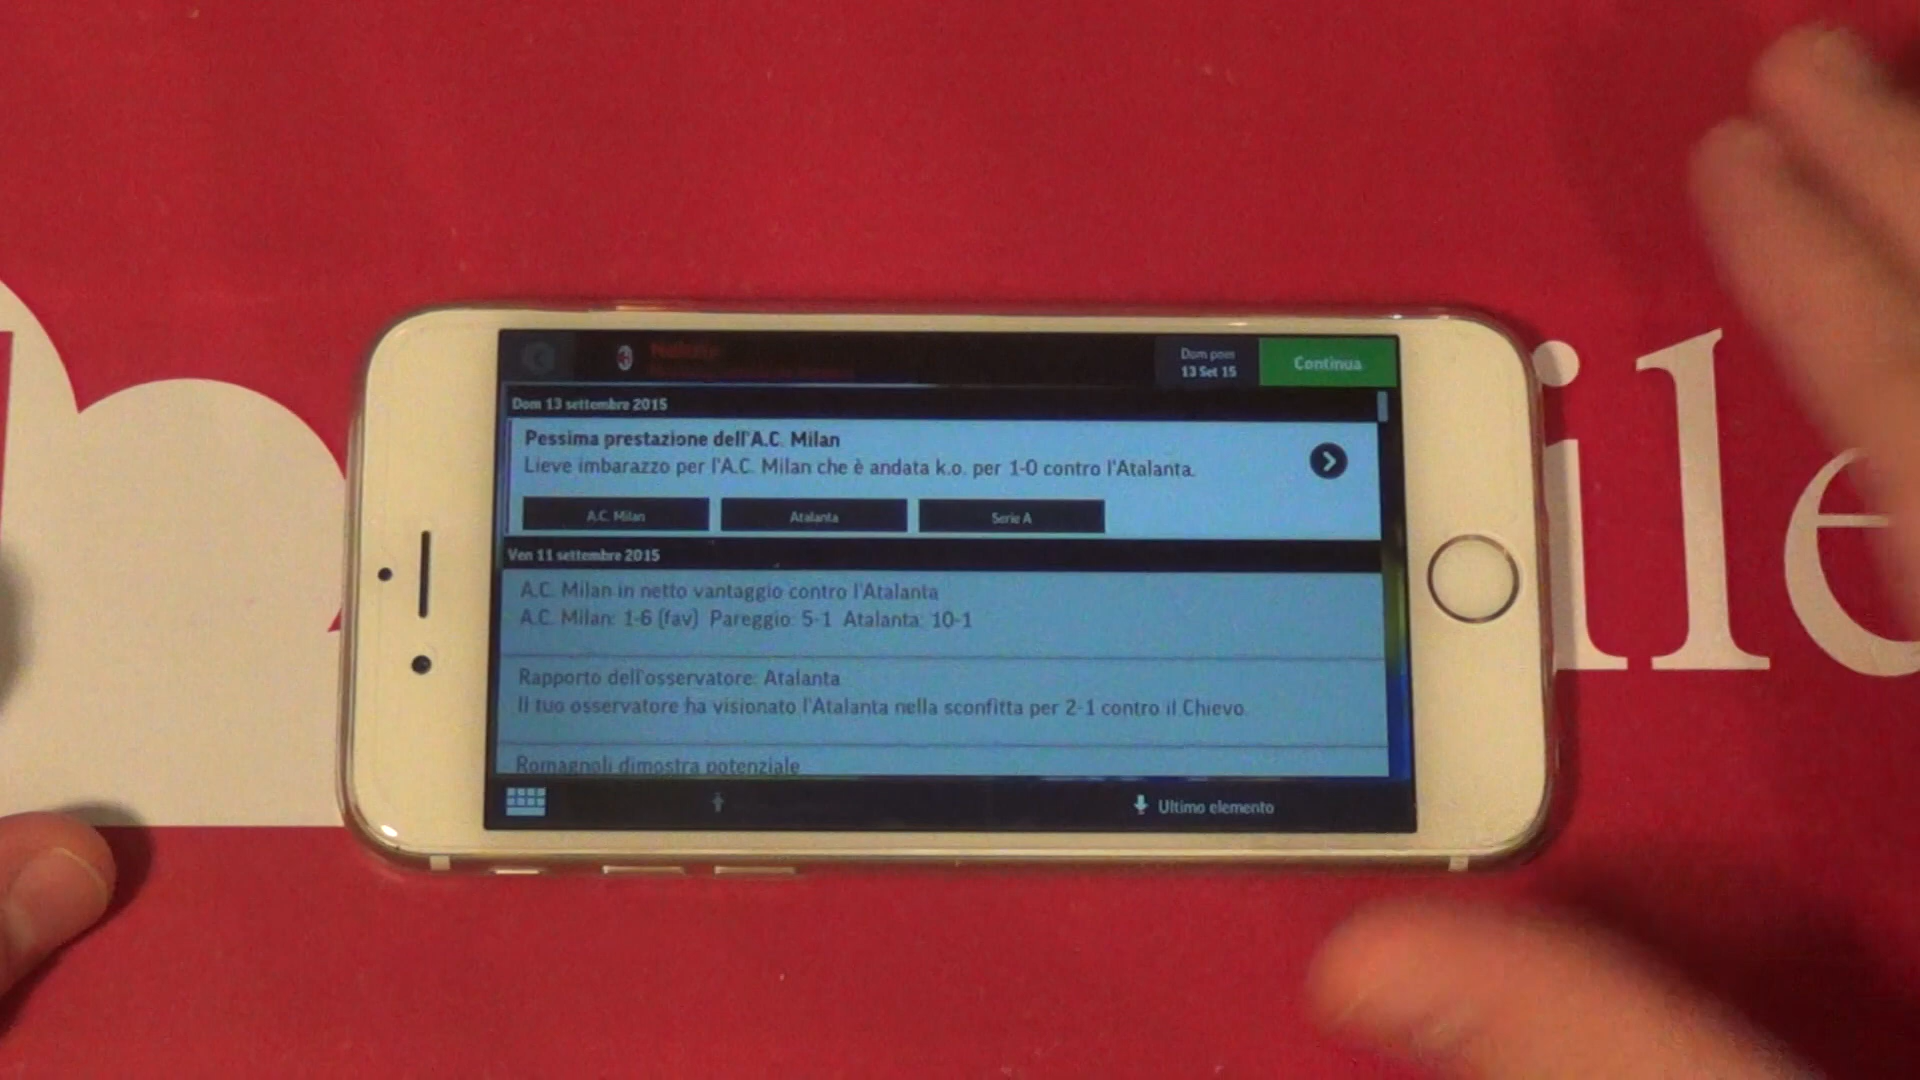 Notizie
Dom pom
13 Set 15
Continua
Dom 13 settembre 2015
Pessima prestazione dell'A.C. Milan
Lieve imbarazzo per l'A.C. Milan che è andata k.o. per 1-0 contro l'Atalanta.
A.C. Milan
Atalanta
Serie A
Ven 11 settembre 2015
A.C. Milan in netto vantaggio contro l'Atalanta
A.C. Milan: 1-6 (fav) Pareggio: 5-1 Atalanta: 10-1
Rapporto dell'osservatore: Atalanta
Il tuo osservatore ha visionato l'Atalanta nella sconfitta per 2-1 contro il Chievo.
Romagnoli dimostra potenziale
Ultimo elemento
ile